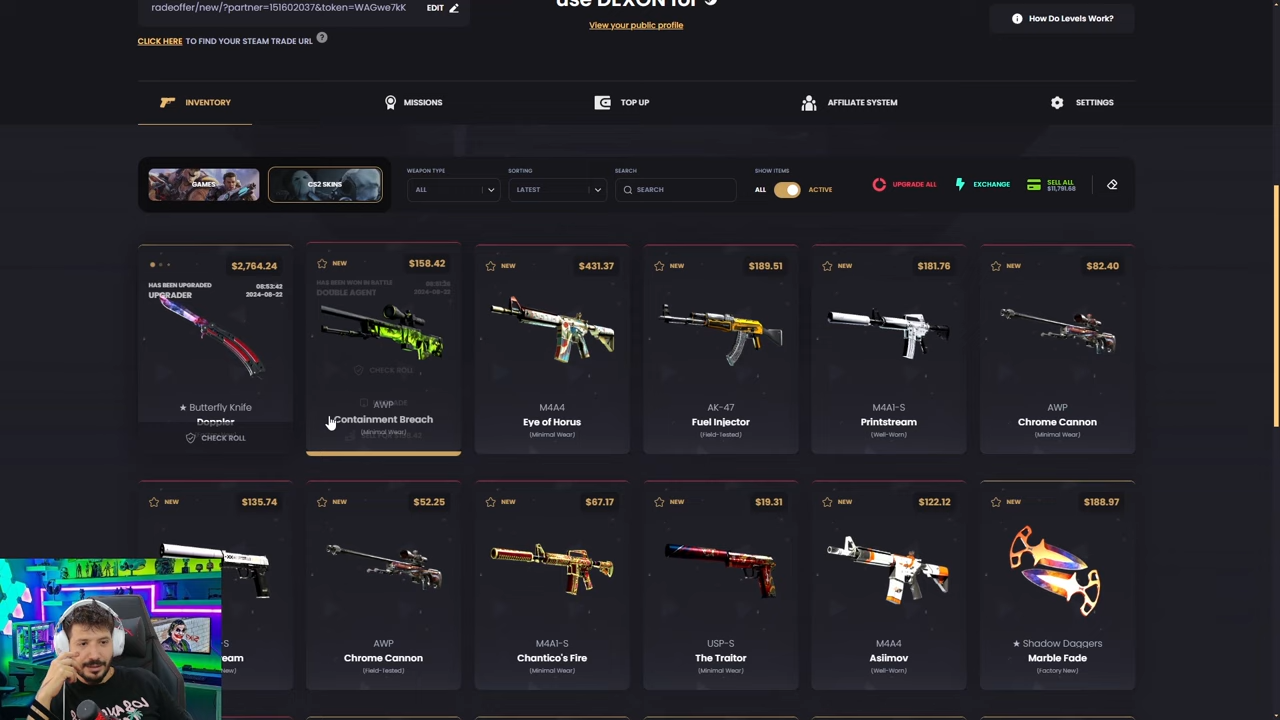 radeoffer/new/?partner=151602037&token=WAGwe7kK EDIT
use DEXON for
CLICK HERE TO FIND YOUR STEAM TRADE URL ?
View your public profile
How Do Levels Work?
INVENTORY MISSIONS TOP UP AFFILIATE SYSTEM SETTINGS
WEAPON TYPE SORTING SEARCH SHOW ITEMS
GAMES CS2 SKINS ALL LATEST SEARCH ALL ACTIVE UPGRADE ALL EXCHANGE SELL ALL
$11,791.68
$2,764.24 NEW $158.42 NEW $431.37 NEW $189.51 NEW $181.76 NEW $82.40
HAS BEEN UPGRADED 08:53:42
UPGRADER 2024-08-22
HAS BEEN WON IN BATTLE
DOUBLE AGENT 2024-08-22
CHECK ROLL
★ Butterfly Knife AWP M4A4 AK-47 M4A1-S AWP
Doppler Containment Breach Eye of Horus Fuel Injector Printstream Chrome Cannon
(Minimal Wear) (Minimal Wear) (Field-Tested) (Well-Worn) (Minimal Wear)
CHECK ROLL
NEW $135.74 NEW $52.25 NEW $67.17 NEW $19.31 NEW $122.12 NEW $188.97
-S AWP M4A1-S USP-S M4A4 ★ Shadow Daggers
eam Chrome Cannon Chantico's Fire The Traitor Asiimov Marble Fade
New) (Field-Tested) (Minimal Wear) (Minimal Wear) (Well-Worn) (Factory New)